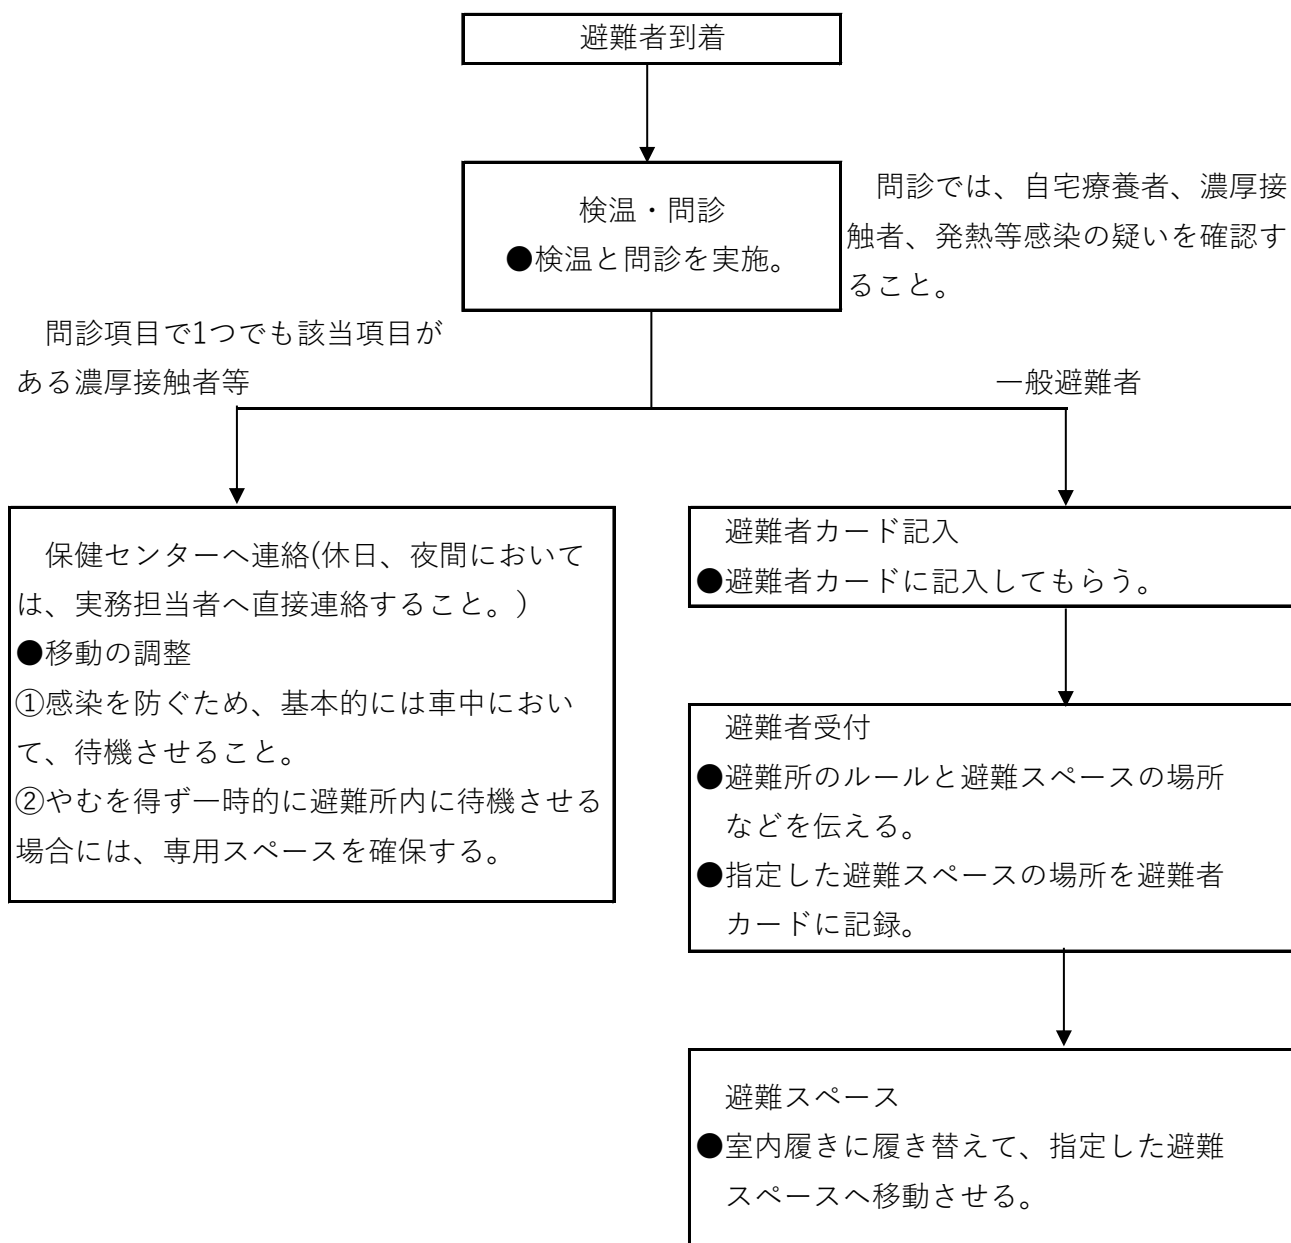 避難者到着
検温・問診
●検温と問診を実施。
問診では、自宅療養者、濃厚接
触者、発熱等感染の疑いを確認す
ること。
問診項目で1つでも該当項目が
ある濃厚接触者等
一般避難者
保健センターへ連絡(休日、夜間において
は、実務担当者へ直接連絡すること。)
●移動の調整
①感染を防ぐため、基本的には車中におい
て、待機させること。
②やむを得ず一時的に避難所内に待機させる
場合には、専用スペースを確保する。
避難者カード記入
●避難者カードに記入してもらう。
避難者受付
●避難所のルールと避難スペースの場所
などを伝える。
●指定した避難スペースの場所を避難者
カードに記録。
避難スペース
●室内履きに履き替えて、指定した避難
スペースへ移動させる。